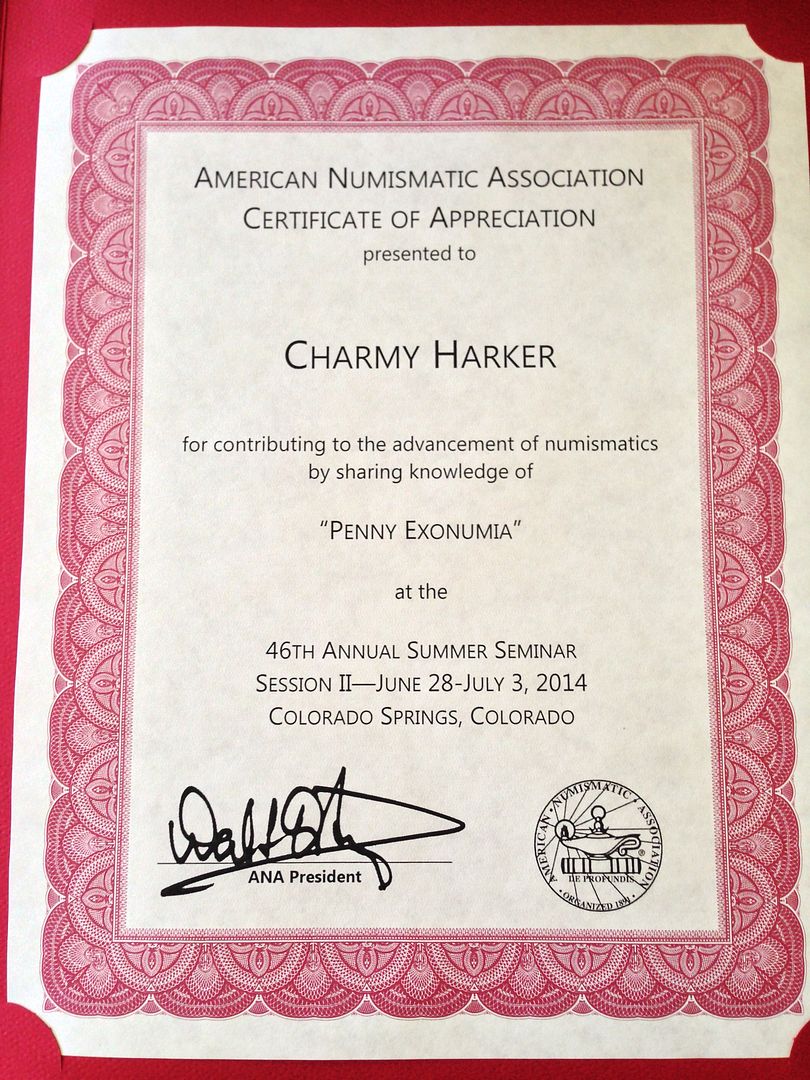 AMERICAN NUMISMATIC ASSOCIATION
CERTIFICATE OF APPRECIATION
presented to
CHARMY HARKER
for contributing to the advancement of numismatics
by sharing knowledge of
“PENNY EXONUMIA”
at the
46TH ANNUAL SUMMER SEMINAR
SESSION II—JUNE 28-JULY 3, 2014
COLORADO SPRINGS, COLORADO
ANA President
AMERICAN · NUMISMATIC · ASSOCIATION
®
DE PROFUNDIS
· ORGANIZED 1891 ·